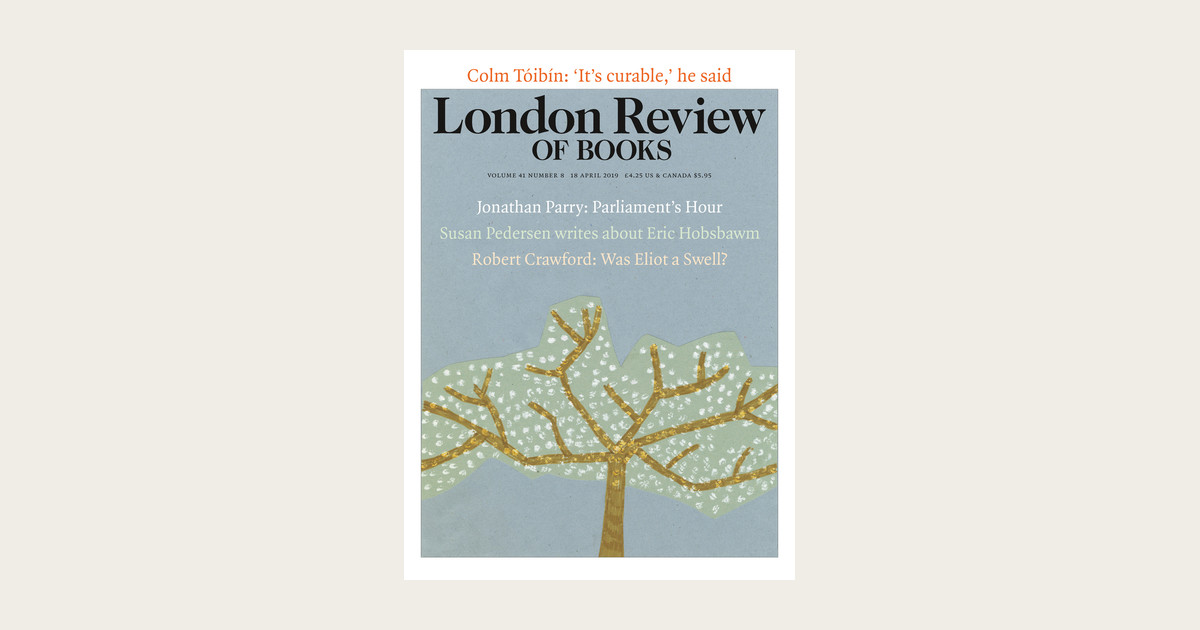 Colm Tóibín: ‘It’s curable,’ he said
London Review
OF BOOKS
VOLUME 41 NUMBER 8 18 APRIL 2019 £4.25 US & CANADA $5.95
Jonathan Parry: Parliament’s Hour
Susan Pedersen writes about Eric Hobsbawm
Robert Crawford: Was Eliot a Swell?